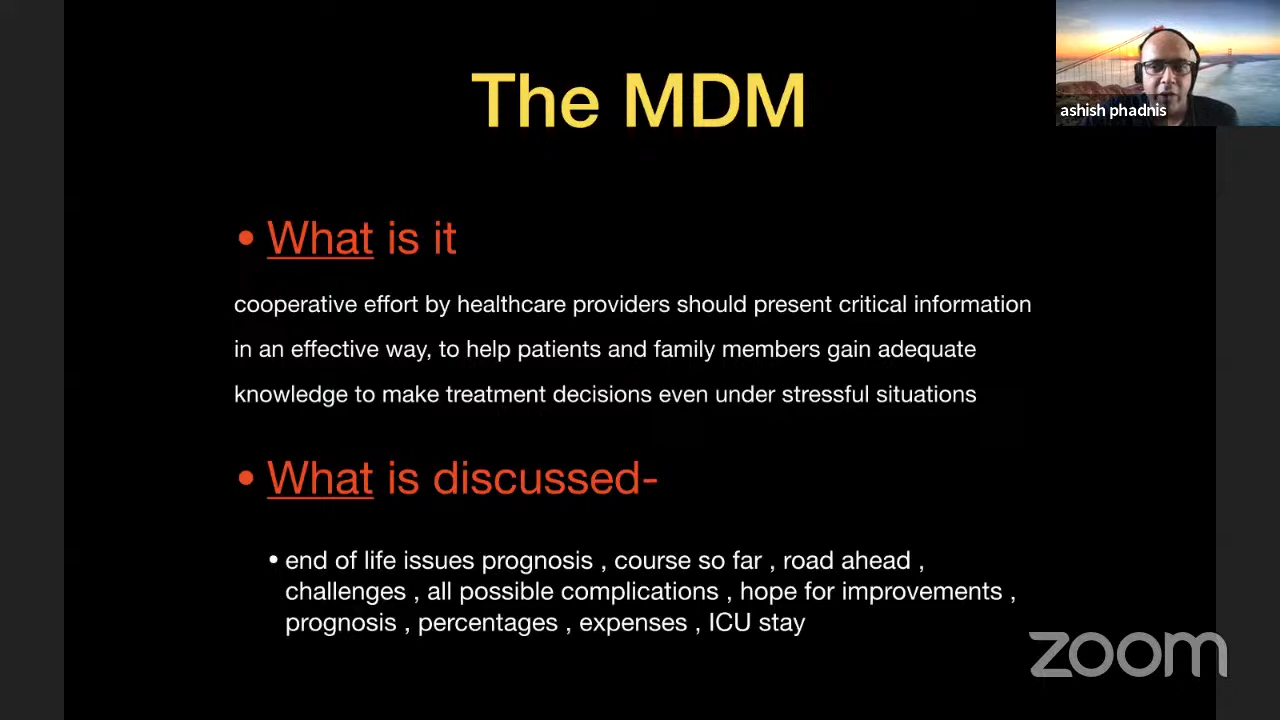 The MDM
ashish phadnis
• What is it
cooperative effort by healthcare providers should present critical information
in an effective way, to help patients and family members gain adequate
knowledge to make treatment decisions even under stressful situations
• What is discussed-
• end of life issues prognosis , course so far , road ahead ,
challenges , all possible complications , hope for improvements ,
prognosis , percentages , expenses , ICU stay
zoom